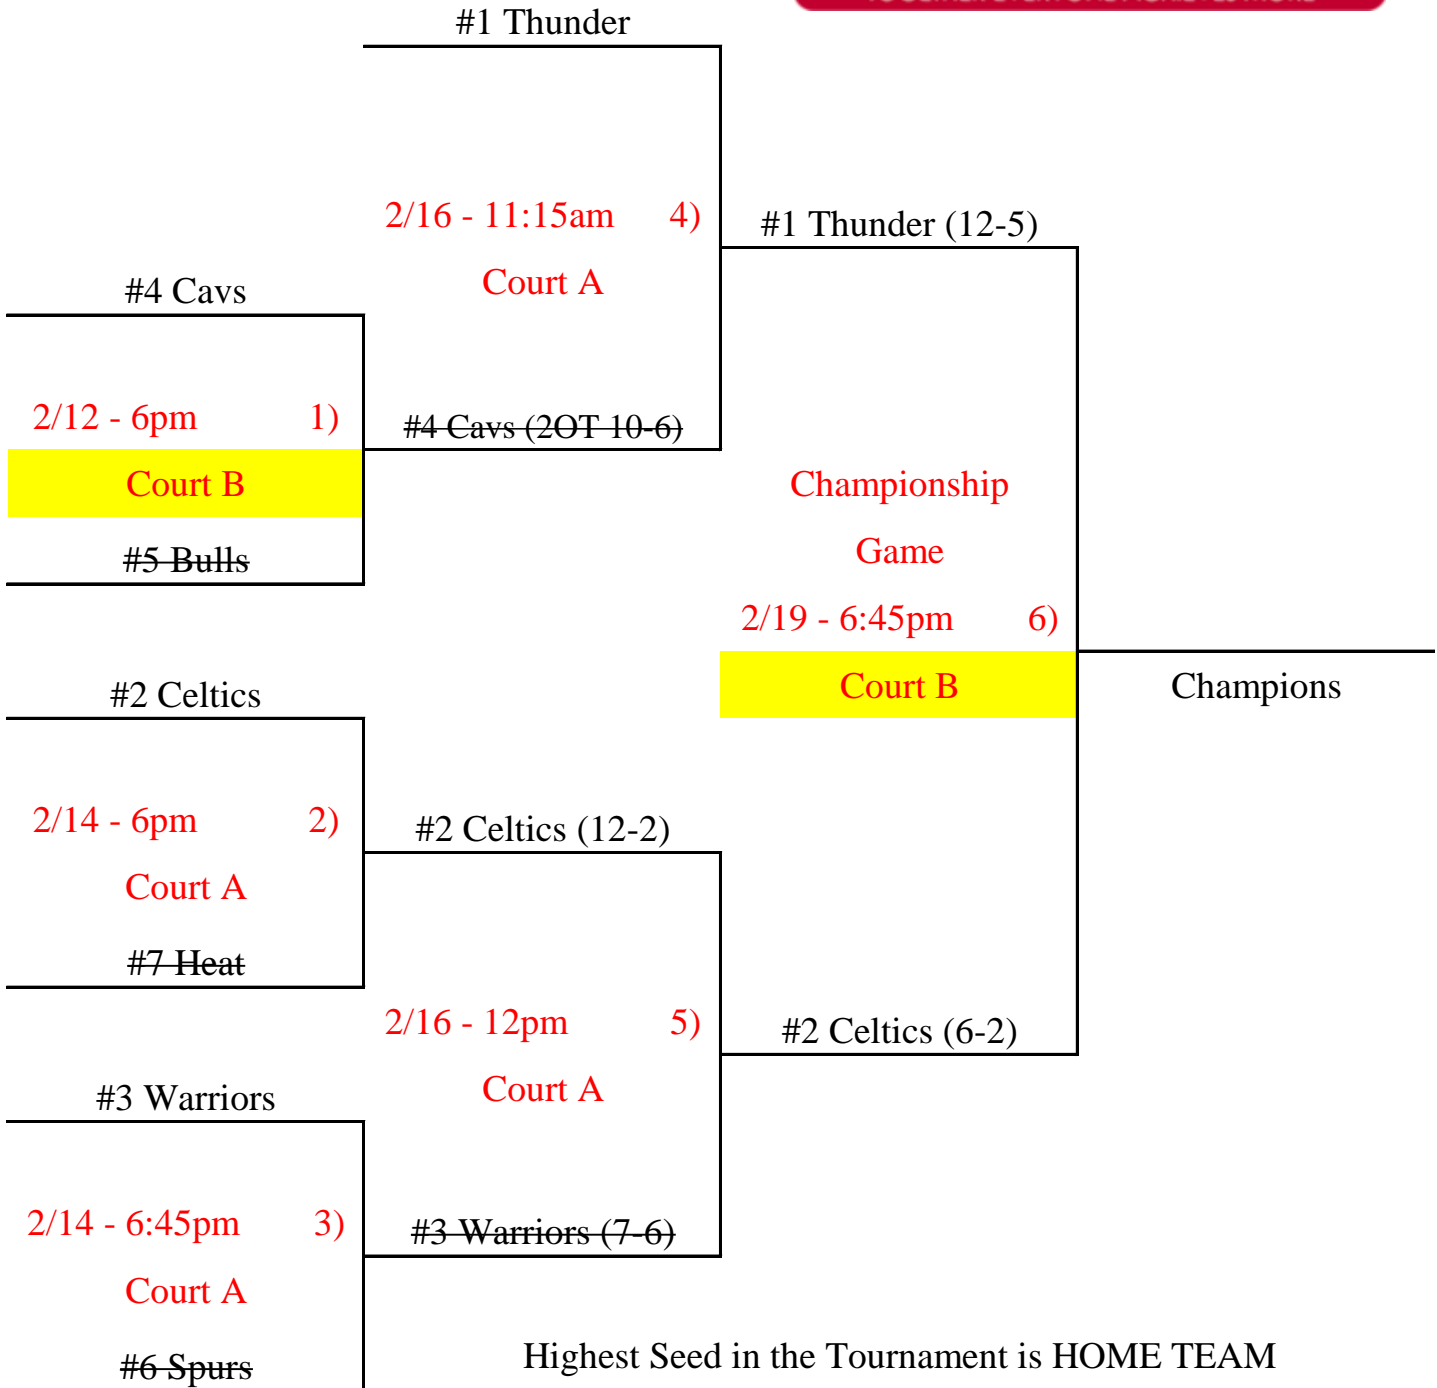 #1 Thunder
2/16 - 11:15am 4)
Court A
#1 Thunder (12-5)
#4 Cavs
2/12 - 6pm 1)
Court B
#4 Cavs (2OT 10-6)
#5 Bulls
Championship
Game
2/19 - 6:45pm 6)
Court B
Champions
#2 Celtics
2/14 - 6pm 2)
Court A
#2 Celtics (12-2)
#7 Heat
2/16 - 12pm 5)
Court A
#2 Celtics (6-2)
#3 Warriors
2/14 - 6:45pm 3)
Court A
#3 Warriors (7-6)
#6 Spurs
Highest Seed in the Tournament is HOME TEAM